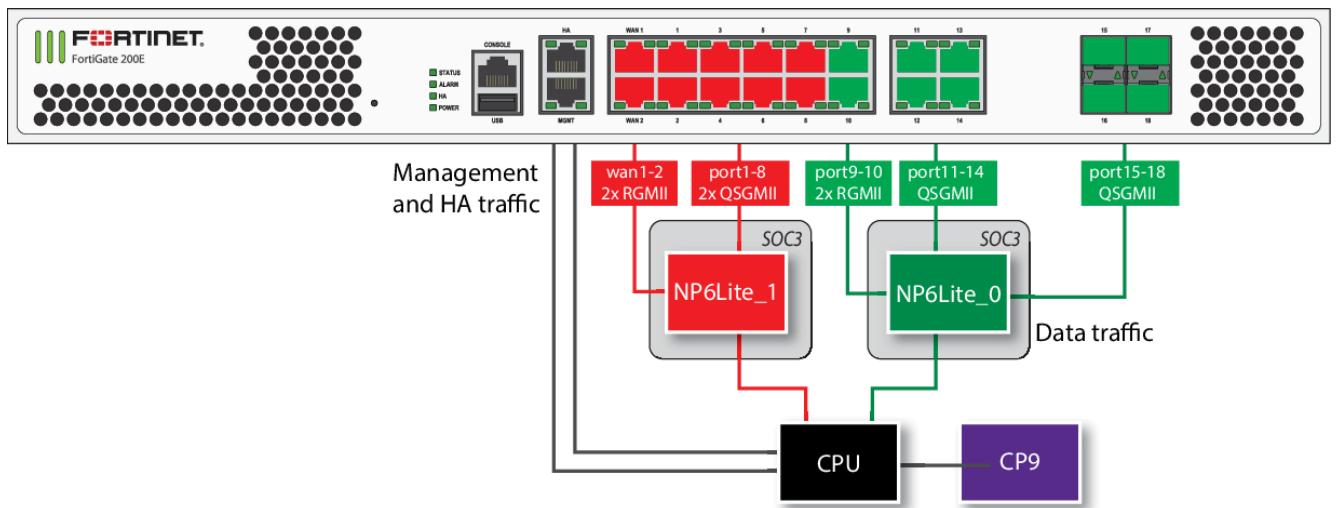 FORTINET
FortiGate 200E
STATUS
ALARM
HA
POWER
CONSOLE
USB
HA
MGMT
WAN 1 1 3 5 7 9
WAN 2 2 4 6 8 10
11 13
12 14
15 17
16 18
Management
and HA traffic
wan1-2
2x RGMII
port1-8
2x QSGMII
port9-10
2x RGMII
port11-14
QSGMII
port15-18
QSGMII
SOC3
NP6Lite_1
SOC3
NP6Lite_0
Data traffic
CPU
CP9